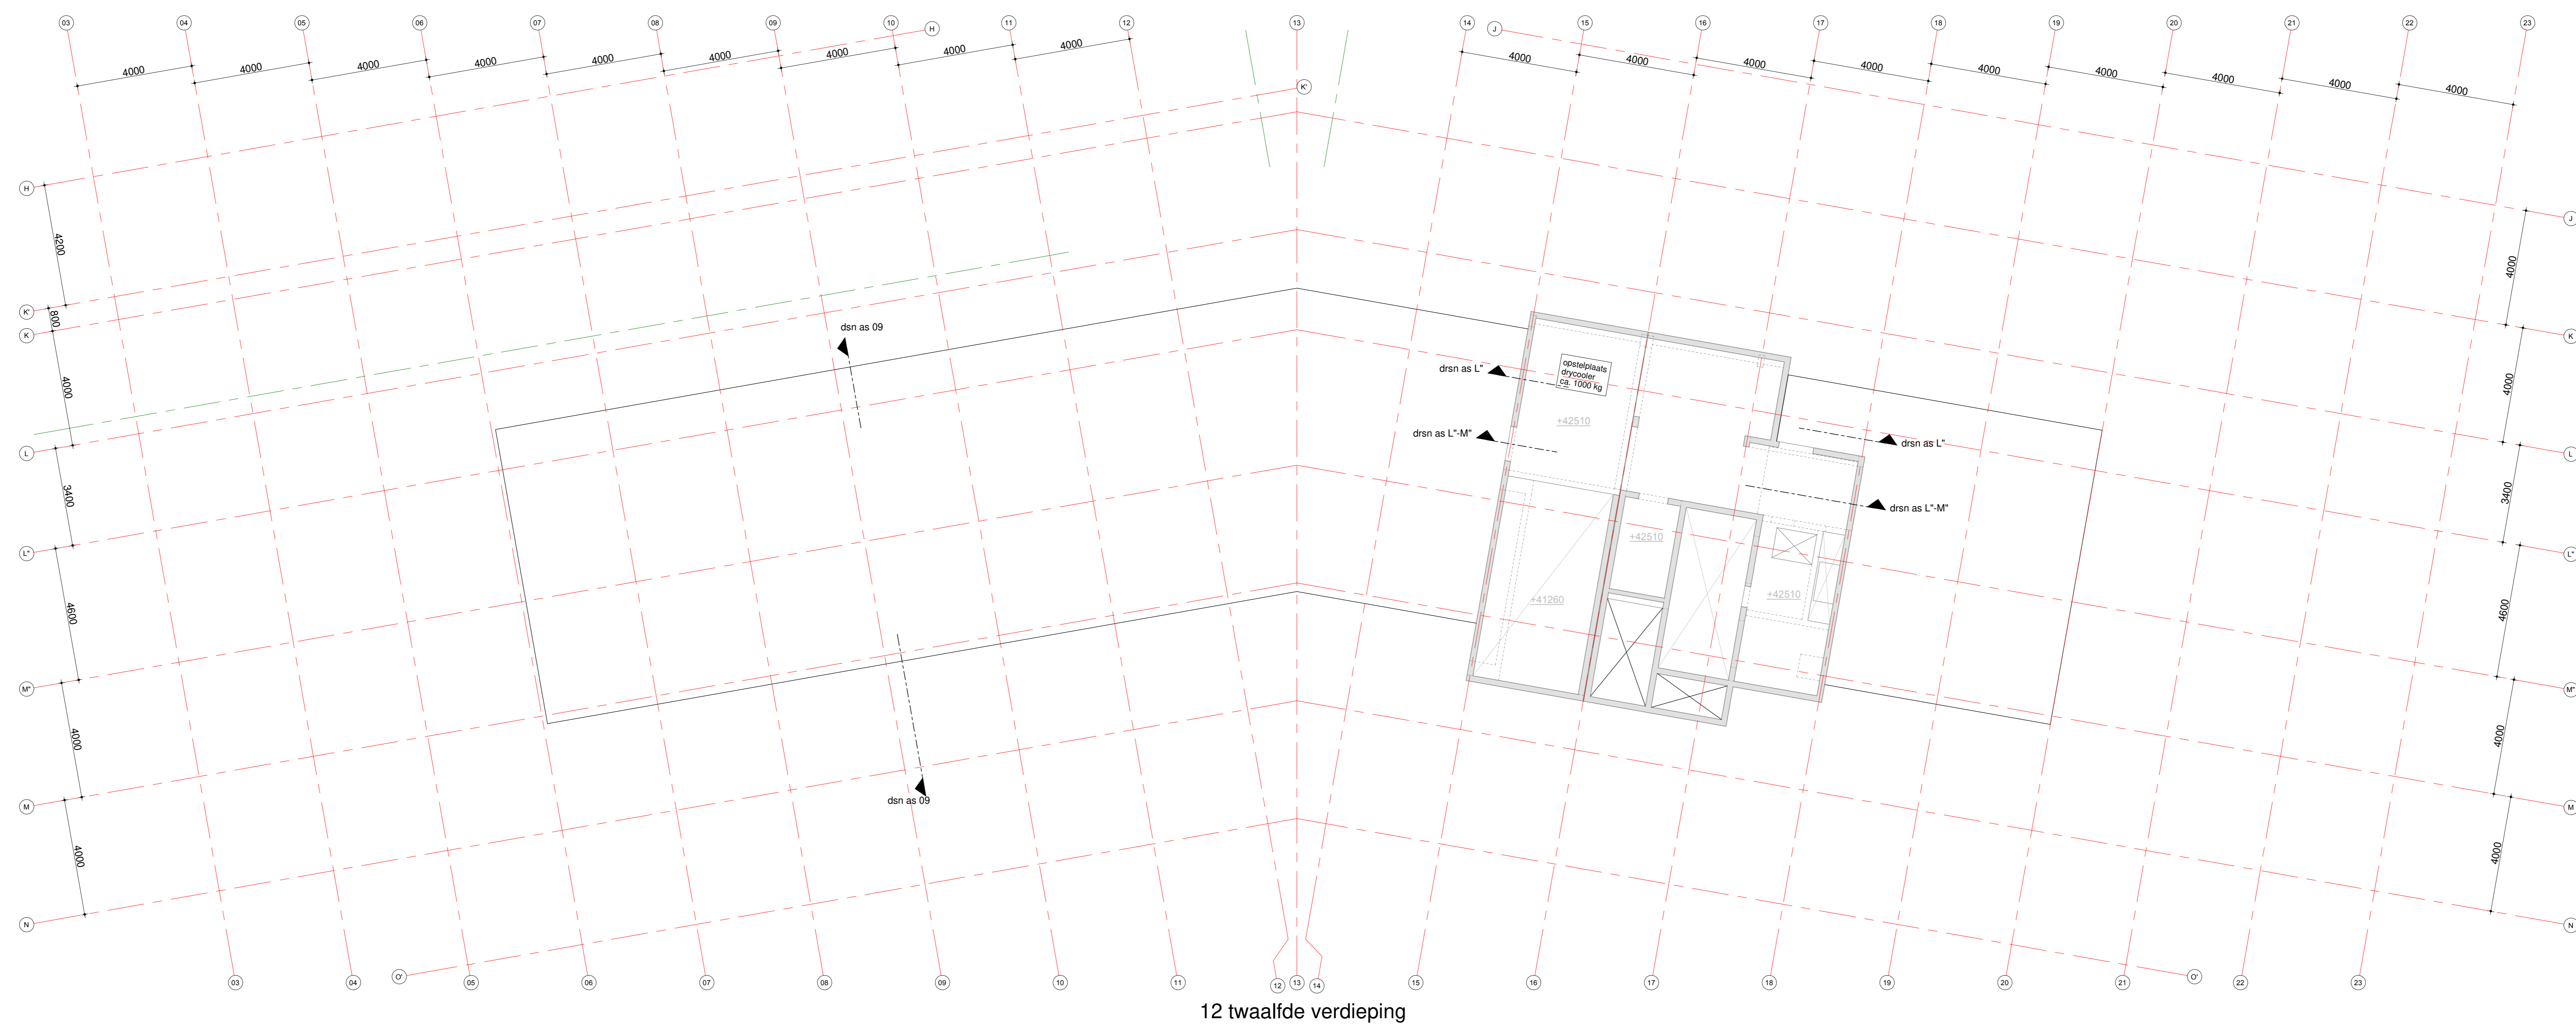 03 04 05 06 07 08 09 10 H 11 12 13 14 J 15 16 17 18 19 20 21 22 23
4000 4000 4000 4000 4000 4000 4000 4000 4000
4000 4000 4000 4000 4000 4000 4000 4000 4000
K'
H
J
4200
4000
K'
800
K
K
4000
4000
L
L
3400
3400
L"
L"
4600
4600
M"
M"
4000
4000
M
M
4000
4000
N
N
dsn as 09
dsn as 09
drsn as L"
drsn as L"-M"
opstelplaats
drycooler
ca. 1000 kg
+42510
+42510
+41260
+42510
drsn as L"
drsn as L"-M"
O'
O'
03 04 05 06 07 08 09 10 11 12 13 14 15 16 17 18 19 20 21 22 23
12 twaalfde verdieping